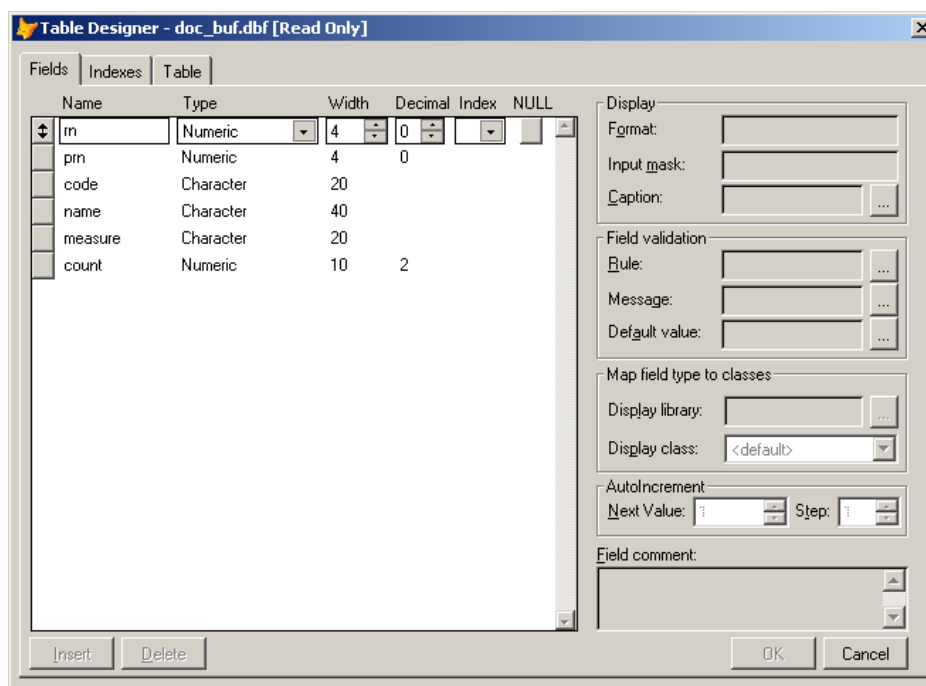 Table Designer - doc_buf.dbf [Read Only]
Fields Indexes Table
Name Type Width Decimal Index NULL
rn Numeric 4 0
prn Numeric 4 0
code Character 20
name Character 40
measure Character 20
count Numeric 10 2
Display
Format:
Input mask:
Caption: ...
Field validation
Rule: ...
Message: ...
Default value: ...
Map field type to classes
Display library: ...
Display class: <default>
AutoIncrement
Next Value: 1 Step: 1
Field comment:
Insert Delete OK Cancel